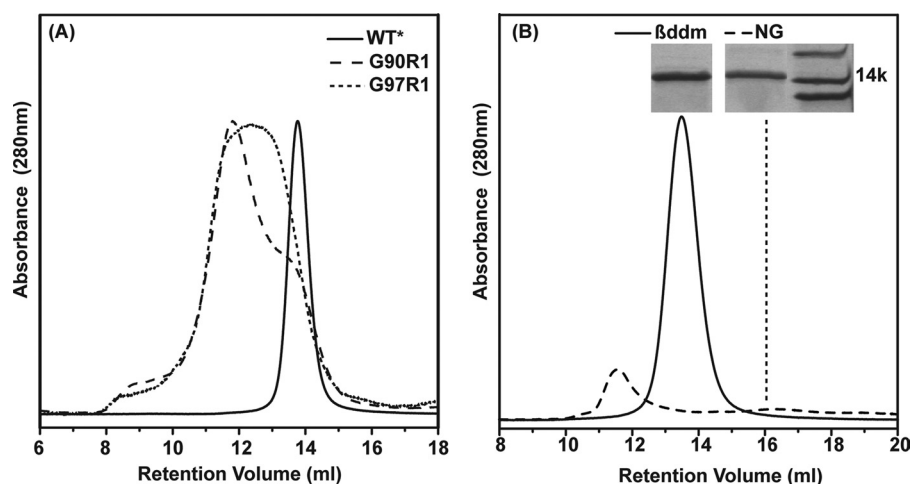 (A)
WT*
G90R1
G97R1
Absorbance (280nm)
6 8 10 12 14 16 18
Retention Volume (ml)
(B)
ßddm NG
14k
Absorbance (280nm)
8 10 12 14 16 18 20
Retention Volume (ml)